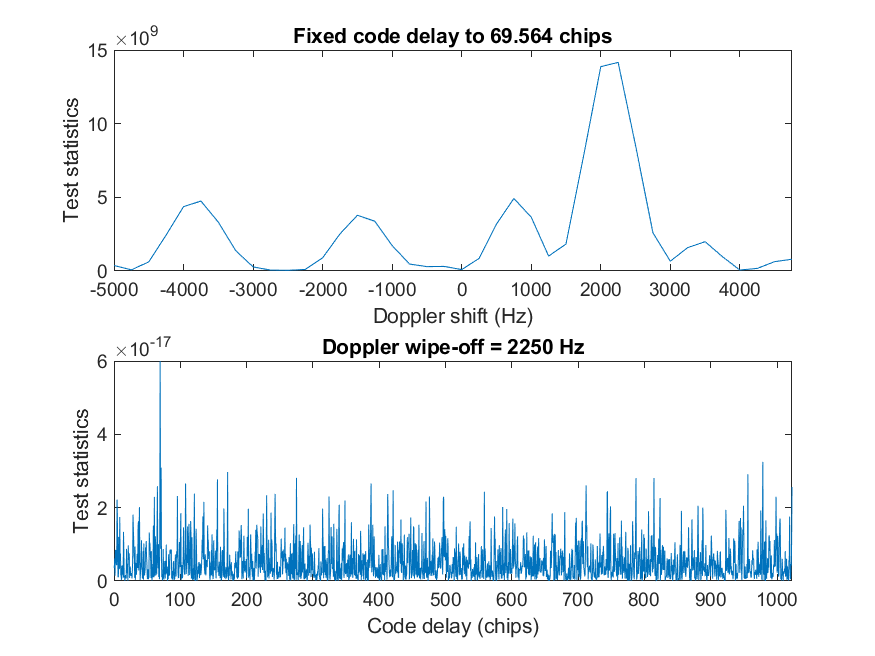 ×10^9
Fixed code delay to 69.564 chips
15
10
5
0
Test statistics
-5000 -4000 -3000 -2000 -1000 0 1000 2000 3000 4000
Doppler shift (Hz)
×10^-17
Doppler wipe-off = 2250 Hz
6
4
2
0
Test statistics
0 100 200 300 400 500 600 700 800 900 1000
Code delay (chips)